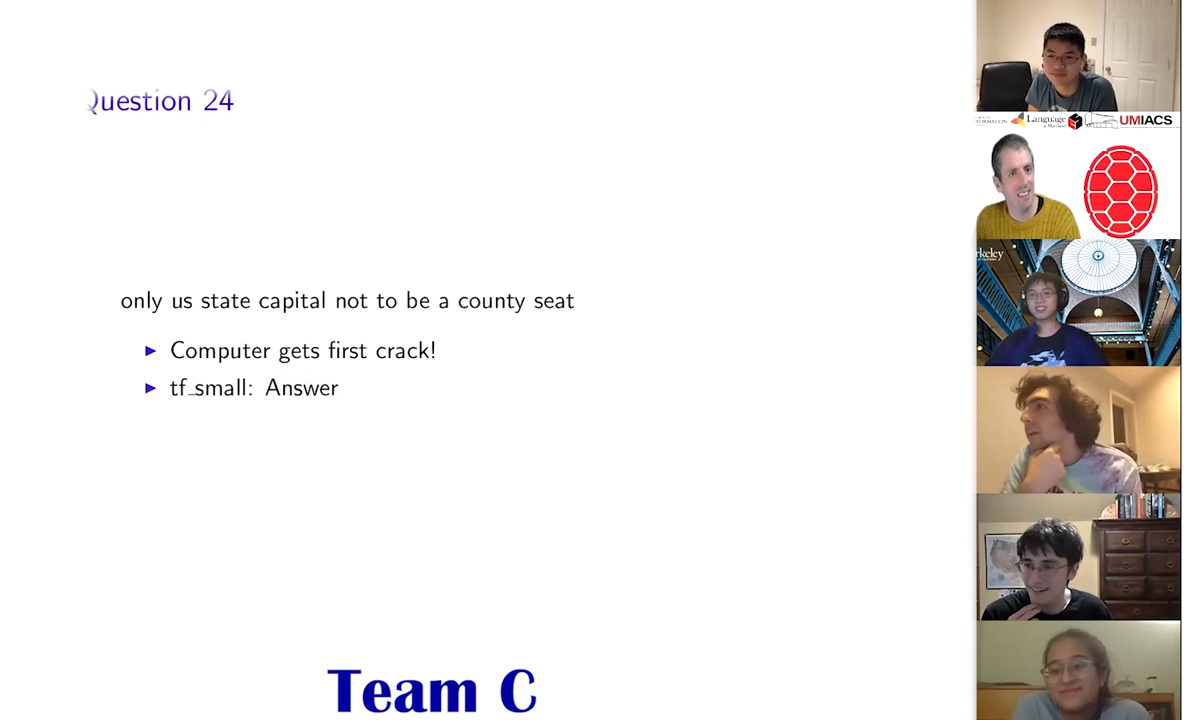 Question 24
only us state capital not to be a county seat
► Computer gets first crack!
► tf_small: Answer
Team C
Language
UMIACS
rkeley